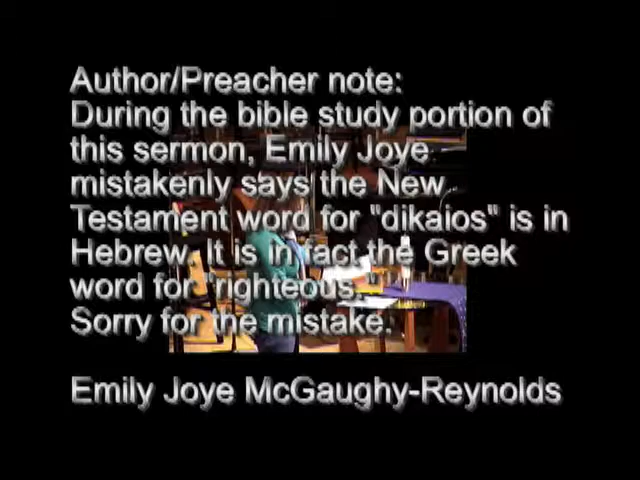 Author/Preacher note:
During the bible study portion of
this sermon, Emily Joye
mistakenly says the New
Testament word for "dikaios" is in
Hebrew. It is in fact the Greek
word for "righteous."
Sorry for the mistake.
Emily Joye McGaughy-Reynolds